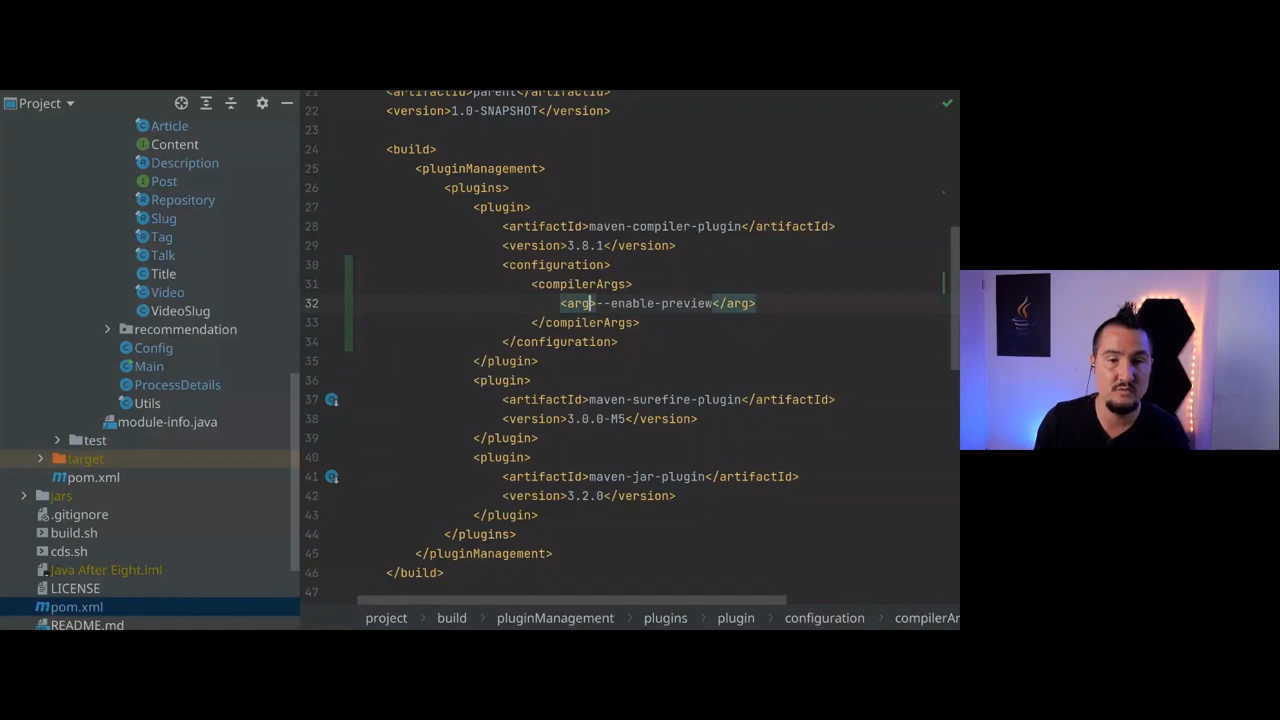 Project
Article
Content
Description
Post
Repository
Slug
Tag
Talk
Title
Video
VideoSlug
recommendation
Config
Main
ProcessDetails
Utils
module-info.java
test
target
pom.xml
jars
.gitignore
build.sh
cds.sh
Java After Eight.iml
LICENSE
pom.xml
README.md
21 <artifactId>parent</artifactId>
22 <version>1.0-SNAPSHOT</version>
23
24 <build>
25 <pluginManagement>
26 <plugins>
27 <plugin>
28 <artifactId>maven-compiler-plugin</artifactId>
29 <version>3.8.1</version>
30 <configuration>
31 <compilerArgs>
32 <arg>--enable-preview</arg>
33 </compilerArgs>
34 </configuration>
35 </plugin>
36 <plugin>
37 <artifactId>maven-surefire-plugin</artifactId>
38 <version>3.0.0-M5</version>
39 </plugin>
40 <plugin>
41 <artifactId>maven-jar-plugin</artifactId>
42 <version>3.2.0</version>
43 </plugin>
44 </plugins>
45 </pluginManagement>
46 </build>
47
project > build > pluginManagement > plugins > plugin > configuration > compilerAr